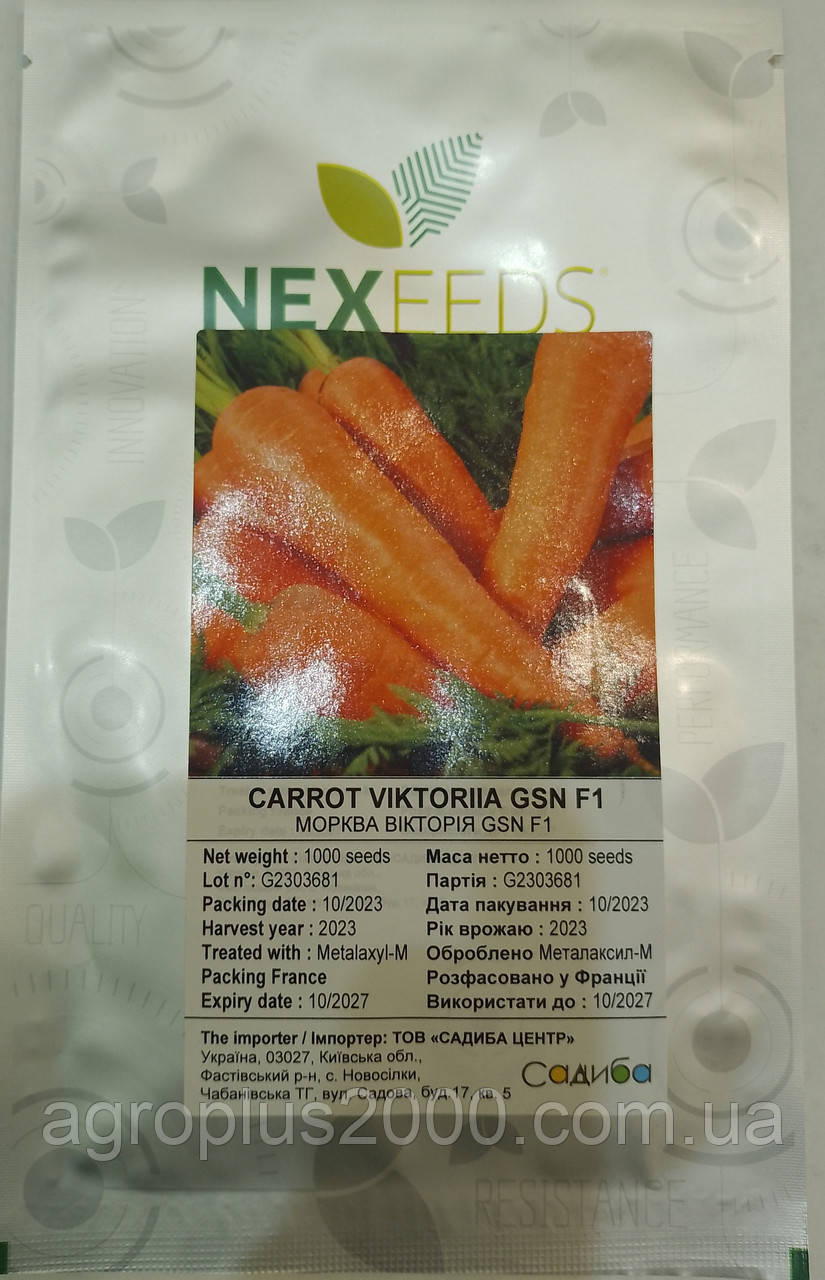 NEXEEDS®
INNOVATION
PERFORMANCE
CARROT VIKTORIIA GSN F1
МОРКВА ВІКТОРІЯ GSN F1
Net weight : 1000 seeds Маса нетто : 1000 seeds
Lot n°: G2303681 Партія : G2303681
Packing date : 10/2023 Дата пакування : 10/2023
Harvest year : 2023 Рік врожаю : 2023
Treated with : Metalaxyl-M Оброблено Металаксил-М
Packing France Розфасовано у Франції
Expiry date : 10/2027 Використати до : 10/2027
QUALITY
The importer / Імпортер: ТОВ «САДИБА ЦЕНТР»
Україна, 03027, Київська обл.,
Фастівський р-н, с. Новосілки,
Чабанівська ТГ, вул. Садова, буд.17, кв. 5
Садиба
agroplus2000.com.ua
RESISTANCE